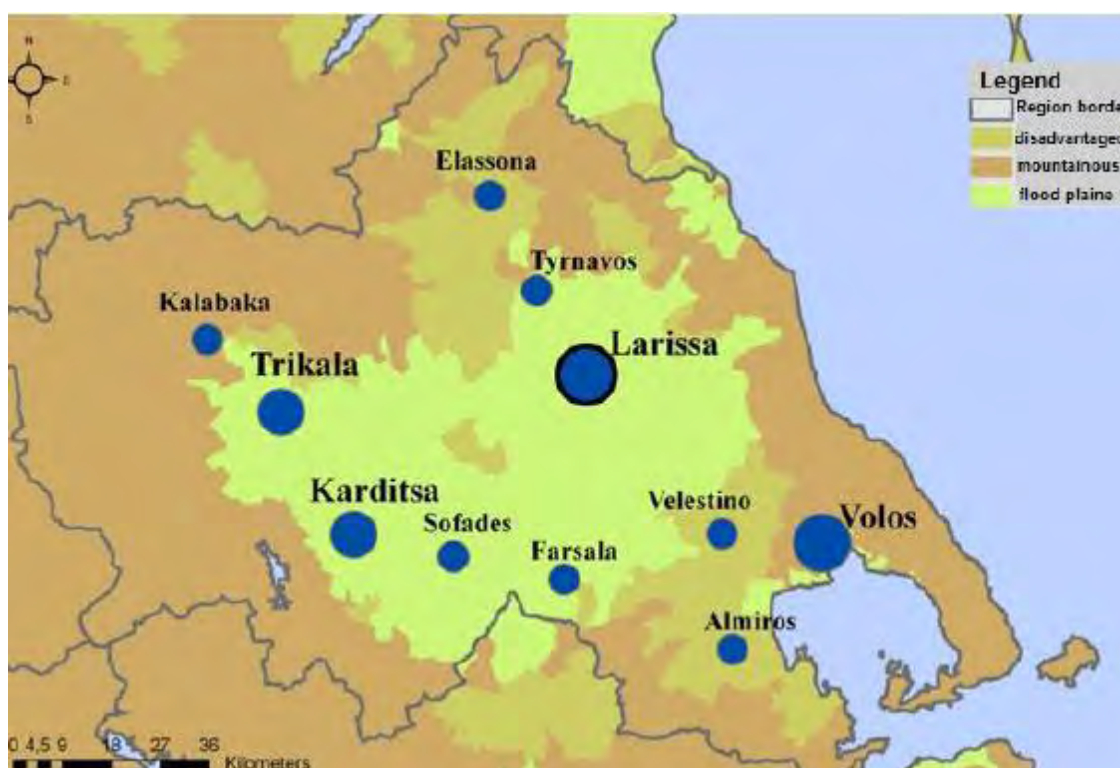 N
S
Legend
Region borde
disadvantaged
mountainous
flood plaine
Elassona
Tyrnavos
Kalabaka
Larissa
Trikala
Karditsa
Sofades
Velestino
Volos
Farsala
Almiros
0 4,5 9 18 27 36
Kilometers